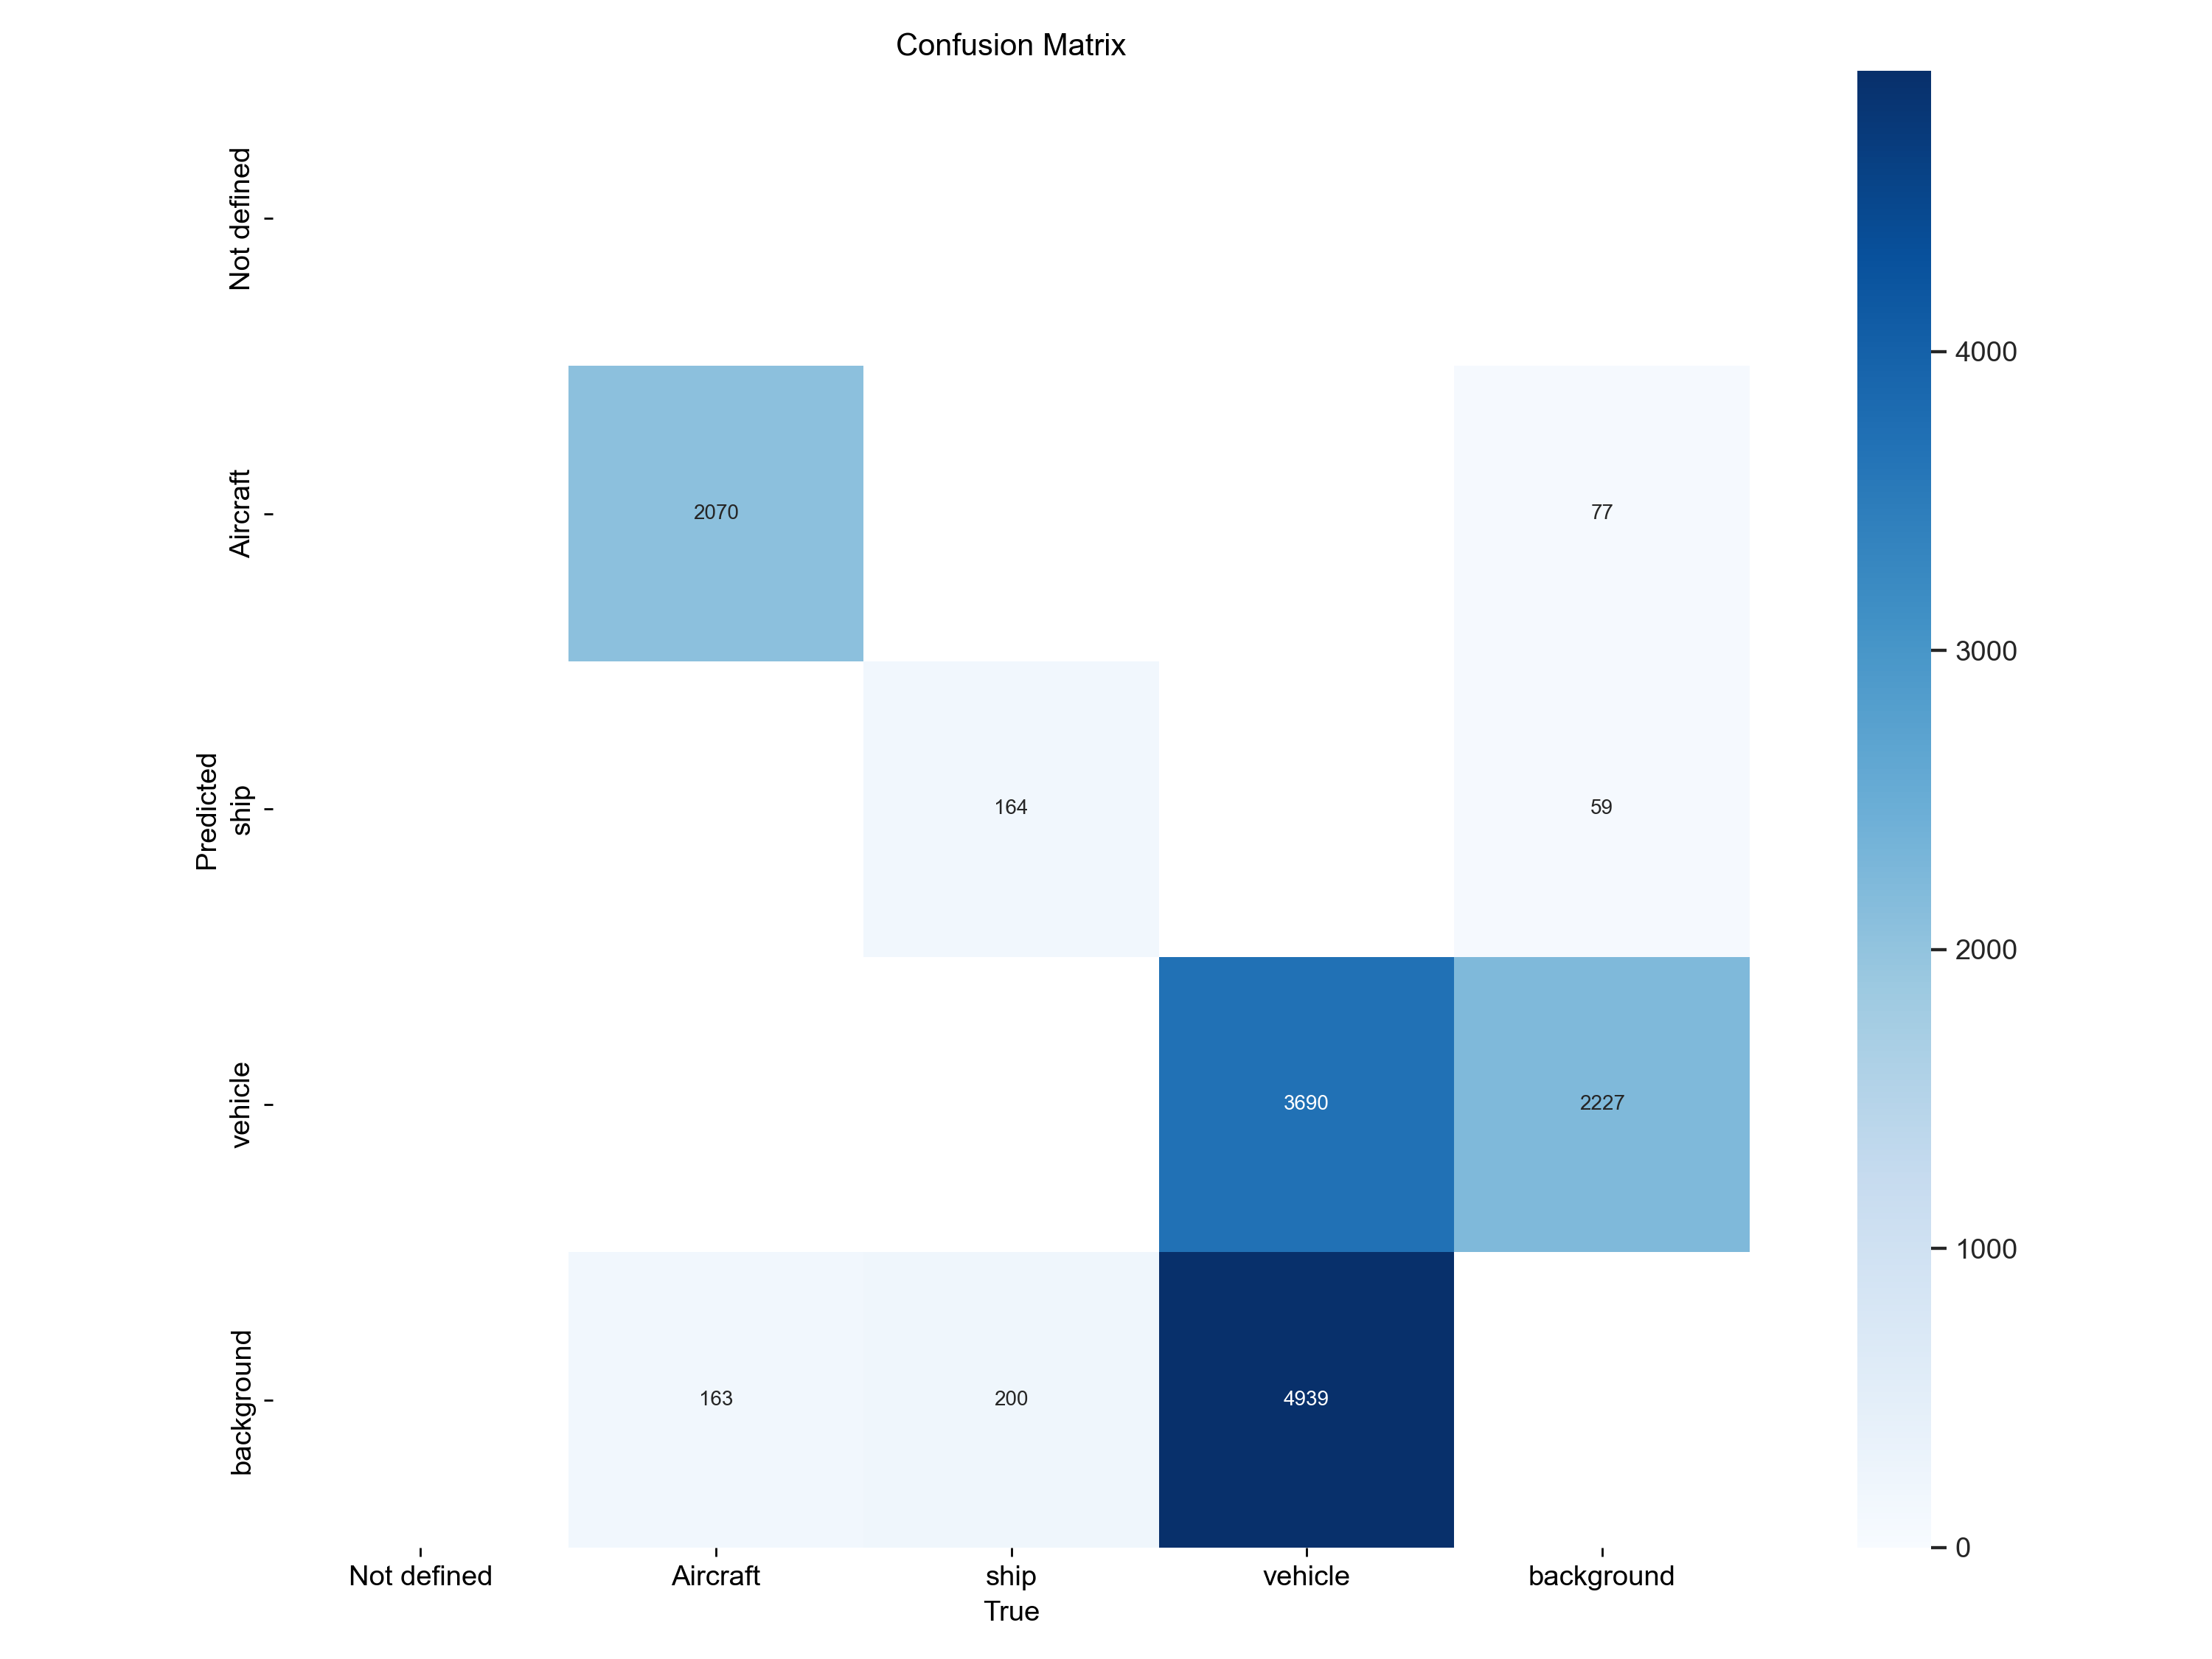 Confusion Matrix
Not defined
Aircraft
ship
vehicle
background
Predicted
2070
77
164
59
3690
2227
163
200
4939
Not defined
Aircraft
ship
vehicle
background
True
4000
3000
2000
1000
0